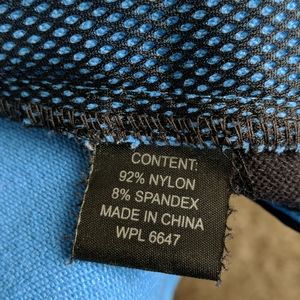 CONTENT:
92% NYLON
8% SPANDEX
MADE IN CHINA
WPL 6647